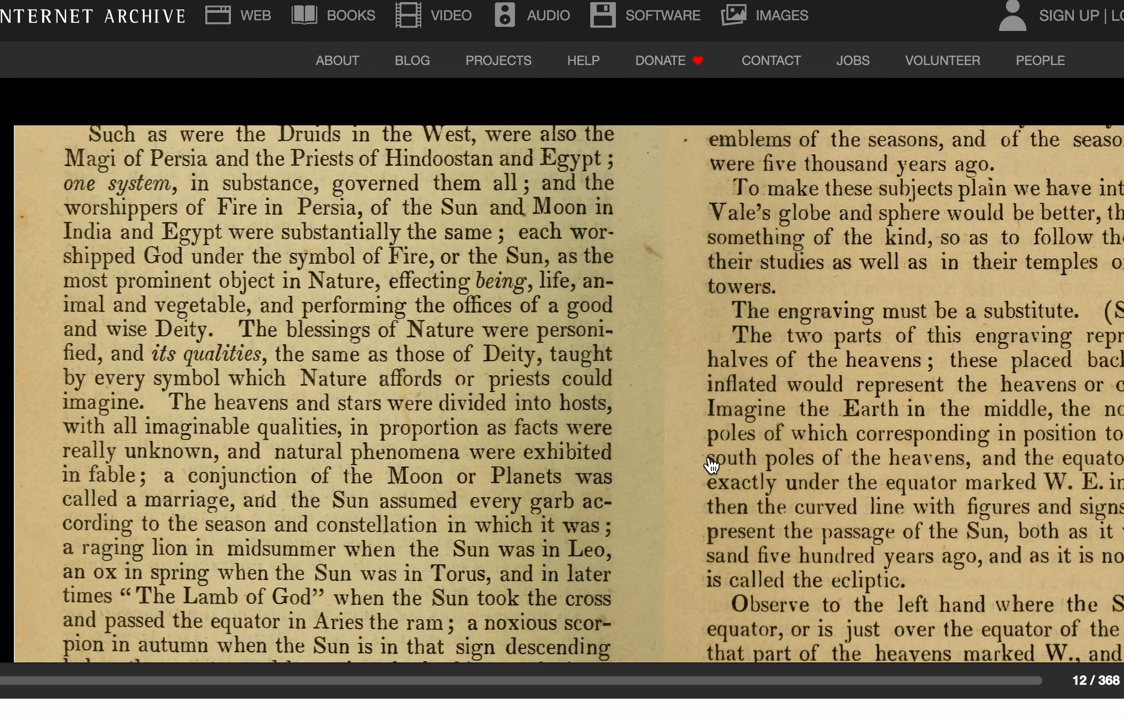 NTERNET ARCHIVE WEB BOOKS VIDEO AUDIO SOFTWARE IMAGES SIGN UP | LO
ABOUT BLOG PROJECTS HELP DONATE CONTACT JOBS VOLUNTEER PEOPLE
Such as were the Druids in the West, were also the
Magi of Persia and the Priests of Hindoostan and Egypt ;
one system, in substance, governed them all ; and the
worshippers of Fire in Persia, of the Sun and Moon in
India and Egypt were substantially the same ; each wor-
shipped God under the symbol of Fire, or the Sun, as the
most prominent object in Nature, effecting being, life, an-
imal and vegetable, and performing the offices of a good
and wise Deity. The blessings of Nature were personi-
fied, and its qualities, the same as those of Deity, taught
by every symbol which Nature affords or priests could
imagine. The heavens and stars were divided into hosts,
with all imaginable qualities, in proportion as facts were
really unknown, and natural phenomena were exhibited
in fable ; a conjunction of the Moon or Planets was
called a marriage, and the Sun assumed every garb ac-
cording to the season and constellation in which it was ;
a raging lion in midsummer when the Sun was in Leo,
an ox in spring when the Sun was in Torus, and in later
times “The Lamb of God” when the Sun took the cross
and passed the equator in Aries the ram ; a noxious scor-
pion in autumn when the Sun is in that sign descending
emblems of the seasons, and of the seaso
were five thousand years ago.
To make these subjects plain we have int
Vale’s globe and sphere would be better, th
something of the kind, so as to follow the
their studies as well as in their temples o
towers.
The engraving must be a substitute. (S
The two parts of this engraving repr
halves of the heavens ; these placed bac
inflated would represent the heavens or c
Imagine the Earth in the middle, the no
poles of which corresponding in position to
south poles of the heavens, and the equato
exactly under the equator marked W. E. in
then the curved line with figures and signs
present the passage of the Sun, both as it
sand five hundred years ago, and as it is no
is called the ecliptic.
Observe to the left hand where the S
equator, or is just over the equator of the
that part of the heavens marked W., and
12 / 368